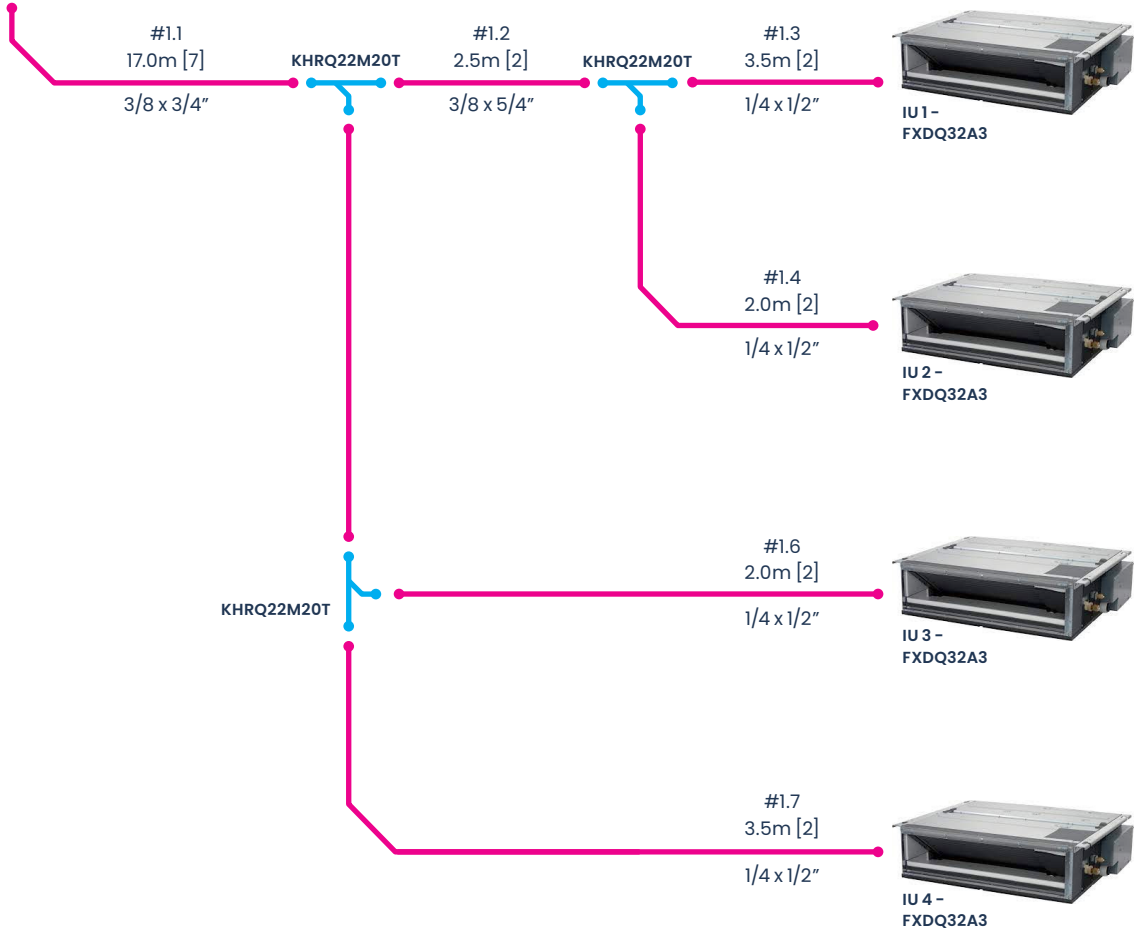 #1.1
17.0m [7]
3/8 x 3/4”
KHRQ22M20T
#1.2
2.5m [2]
3/8 x 5/4”
KHRQ22M20T
#1.3
3.5m [2]
1/4 x 1/2”
IU 1 -
FXDQ32A3
#1.4
2.0m [2]
1/4 x 1/2”
IU 2 -
FXDQ32A3
KHRQ22M20T
#1.6
2.0m [2]
1/4 x 1/2”
IU 3 -
FXDQ32A3
#1.7
3.5m [2]
1/4 x 1/2”
IU 4 -
FXDQ32A3